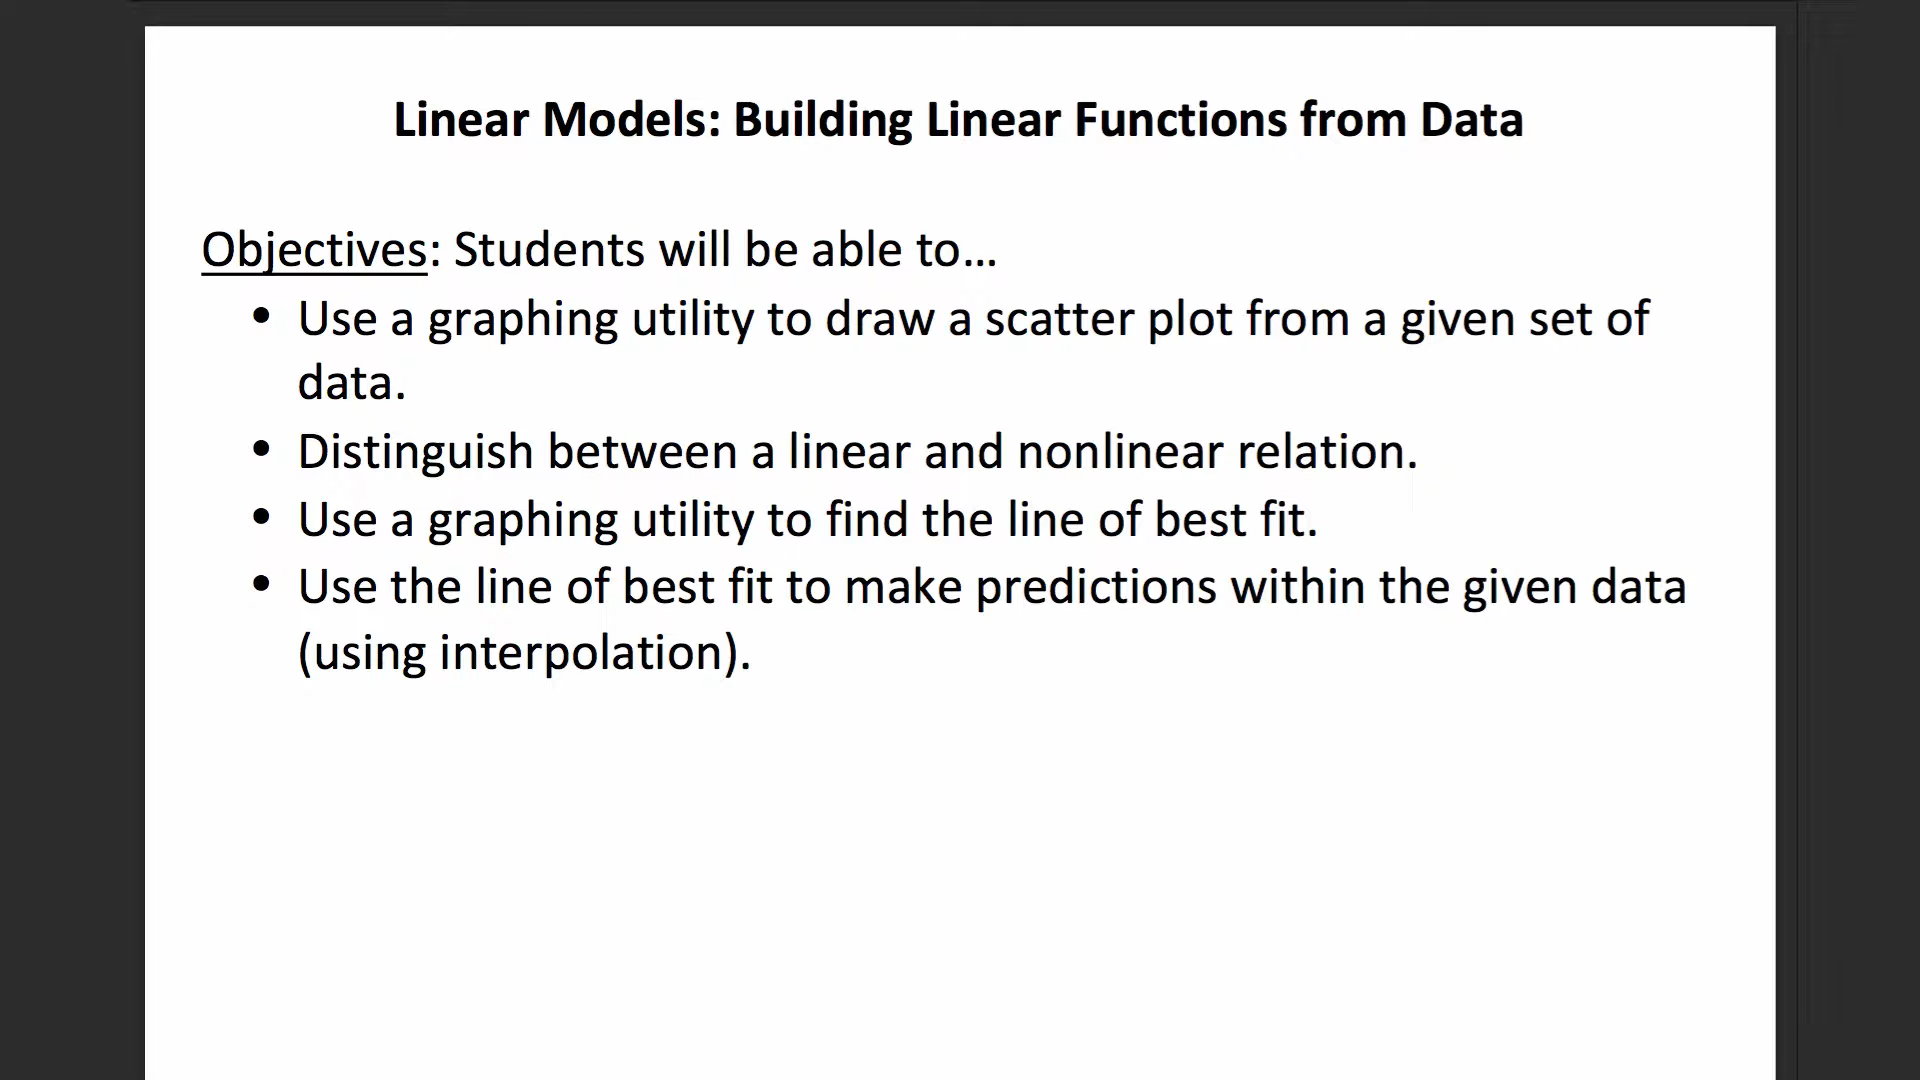 Linear Models: Building Linear Functions from Data
Objectives: Students will be able to…
• Use a graphing utility to draw a scatter plot from a given set of
data.
• Distinguish between a linear and nonlinear relation.
• Use a graphing utility to find the line of best fit.
• Use the line of best fit to make predictions within the given data
(using interpolation).